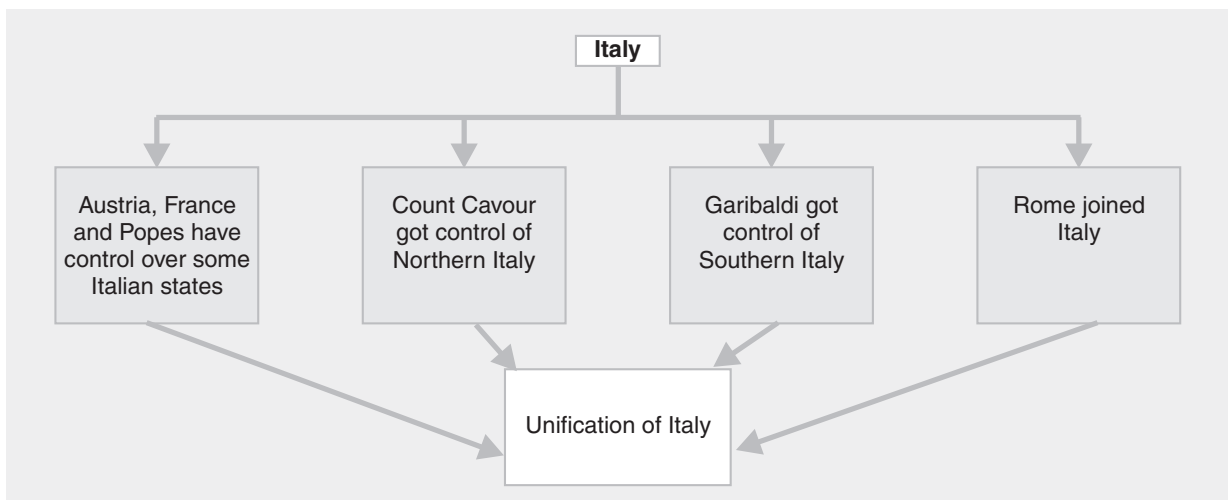 Italy
Austria, France
and Popes have
control over some
Italian states
Count Cavour
got control of
Northern Italy
Garibaldi got
control of
Southern Italy
Rome joined
Italy
Unification of Italy